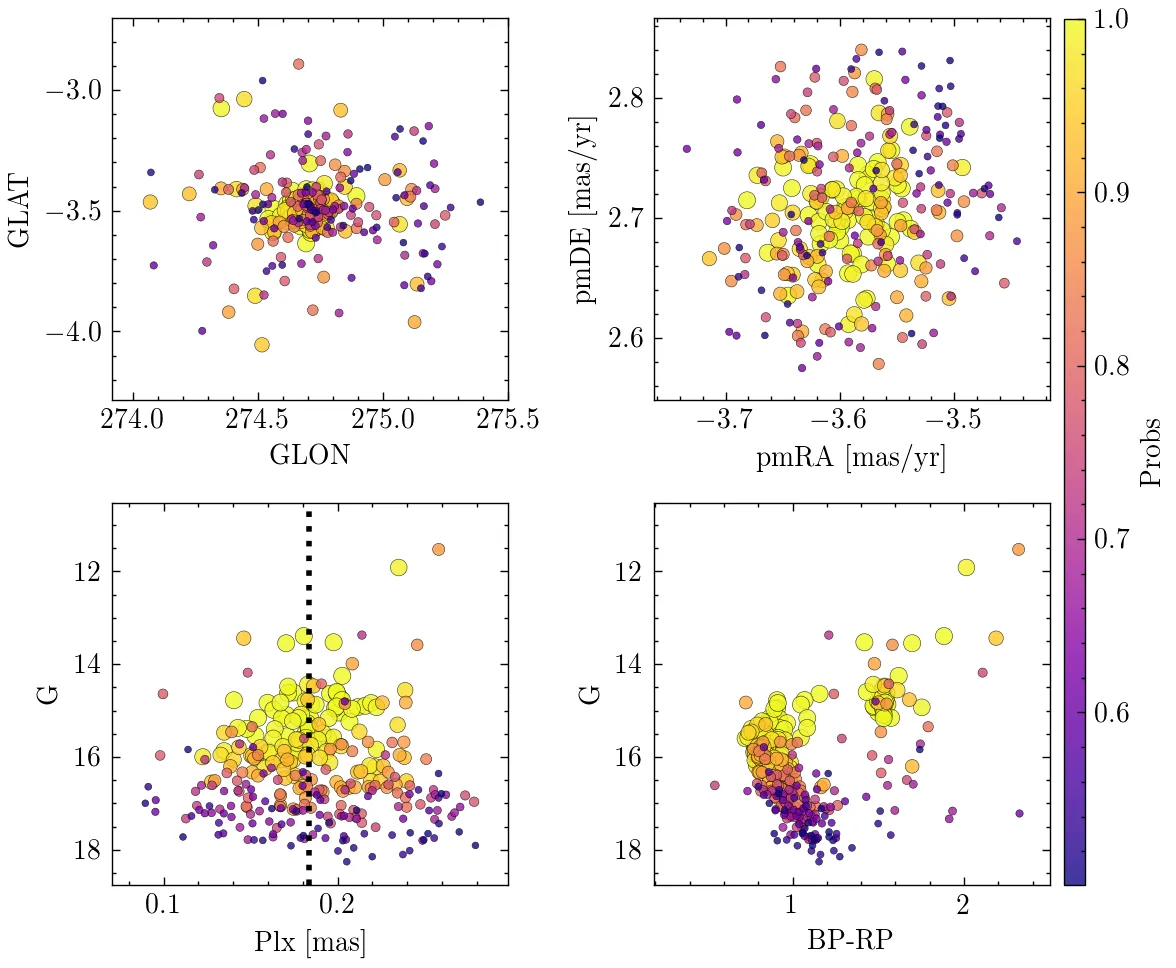 −3.0
−3.5
−4.0
GLAT
274.0 274.5 275.0 275.5
GLON
2.8
2.7
2.6
pmDE [mas/yr]
−3.7 −3.6 −3.5
pmRA [mas/yr]
12
14
16
18
G
0.1 0.2
Plx [mas]
12
14
16
18
G
1 2
BP-RP
1.0
0.9
0.8
0.7
0.6
Probs